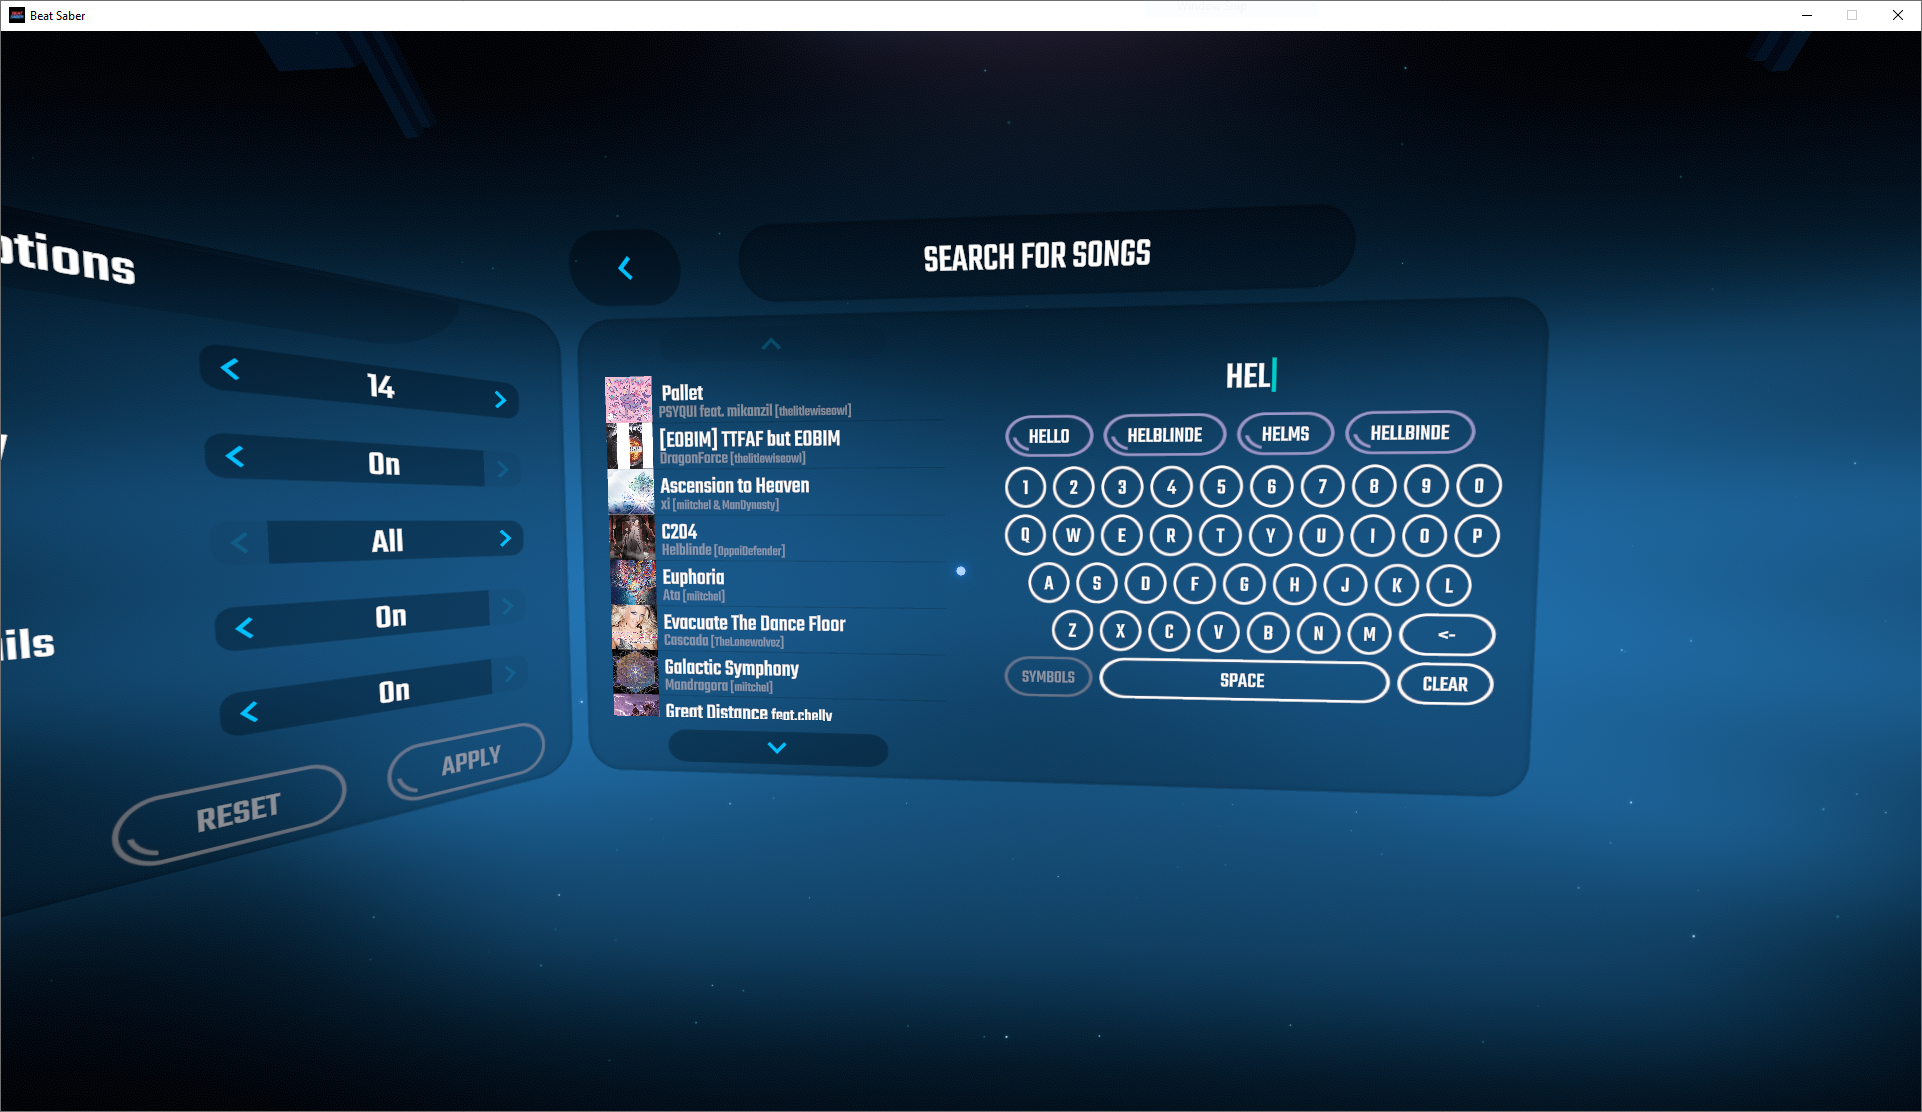 Beat Saber
ptions
14
On
All
On
ils
On
RESET
APPLY
SEARCH FOR SONGS
Pallet
PSYQUI feat. mikanzil [thelitlewiseowl]
[EOBIM] TTFAF but EOBIM
DragonForce [thelitlewiseowl]
Ascension to Heaven
xi [miitchel & ManDynasty]
C204
Helblinde [OppaiDefender]
Euphoria
Ata [miitchel]
Evacuate The Dance Floor
Cascada [TheLonewolvez]
Galactic Symphony
Mandragora [miitchel]
Great Distance feat.chelly
HEL
HELLO HELBLINDE HELMS HELLBINDE
1 2 3 4 5 6 7 8 9 0
Q W E R T Y U I O P
A S D F G H J K L
Z X C V B N M <-
SYMBOLS SPACE CLEAR